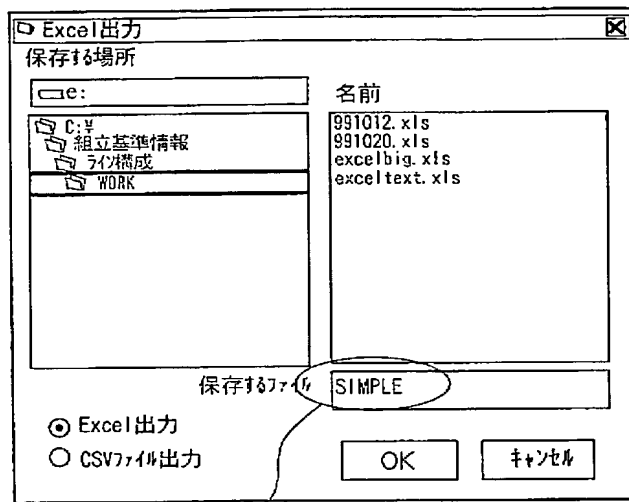 Excel出力
保存する場所
e:
名前
C:¥
組立基準情報
ﾗｲﾝ構成
WORK
991012.xls
991020.xls
excelbig.xls
exceltext.xls
保存するﾌｧｲﾙ
SIMPLE
Excel出力
CSVﾌｧｲﾙ出力
OK
ｷｬﾝｾﾙ